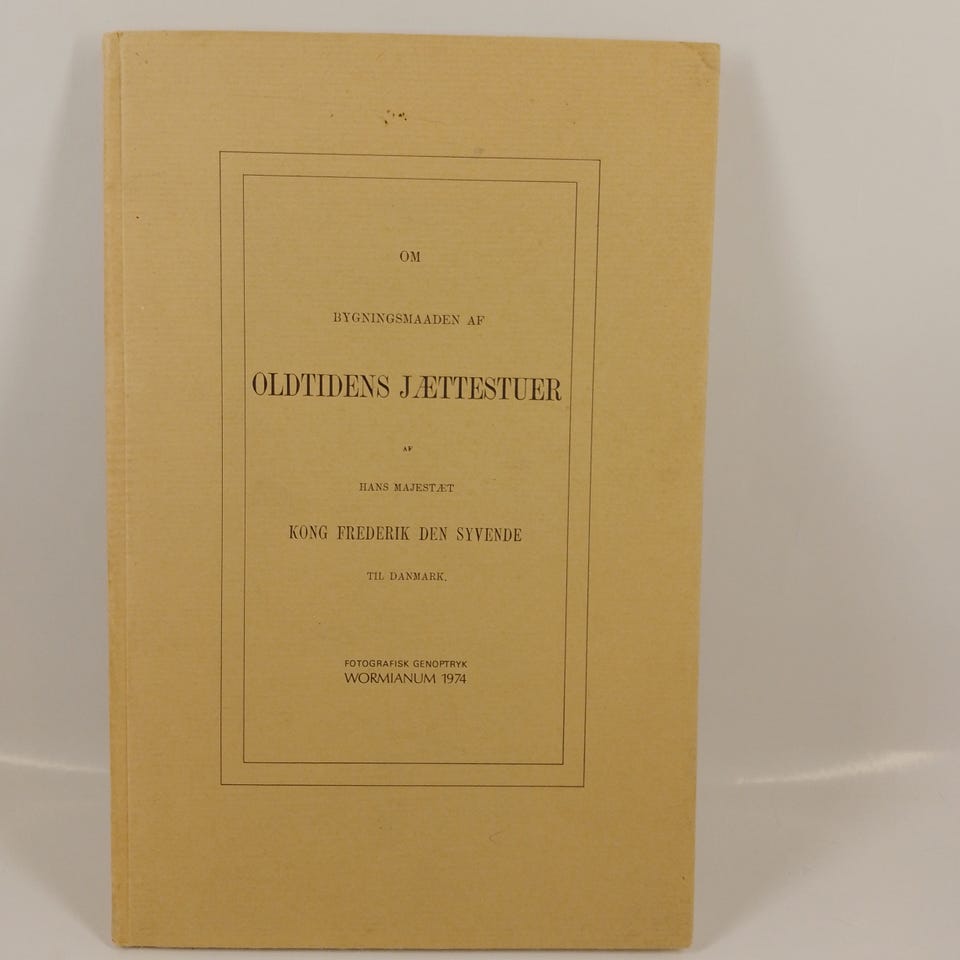 OM
BYGNINGSMAADEN AF
OLDTIDENS JÆTTESTUER
AF
HANS MAJESTÆT
KONG FREDERIK DEN SYVENDE
TIL DANMARK.
FOTOGRAFISK GENOPTRYK
WORMIANUM 1974